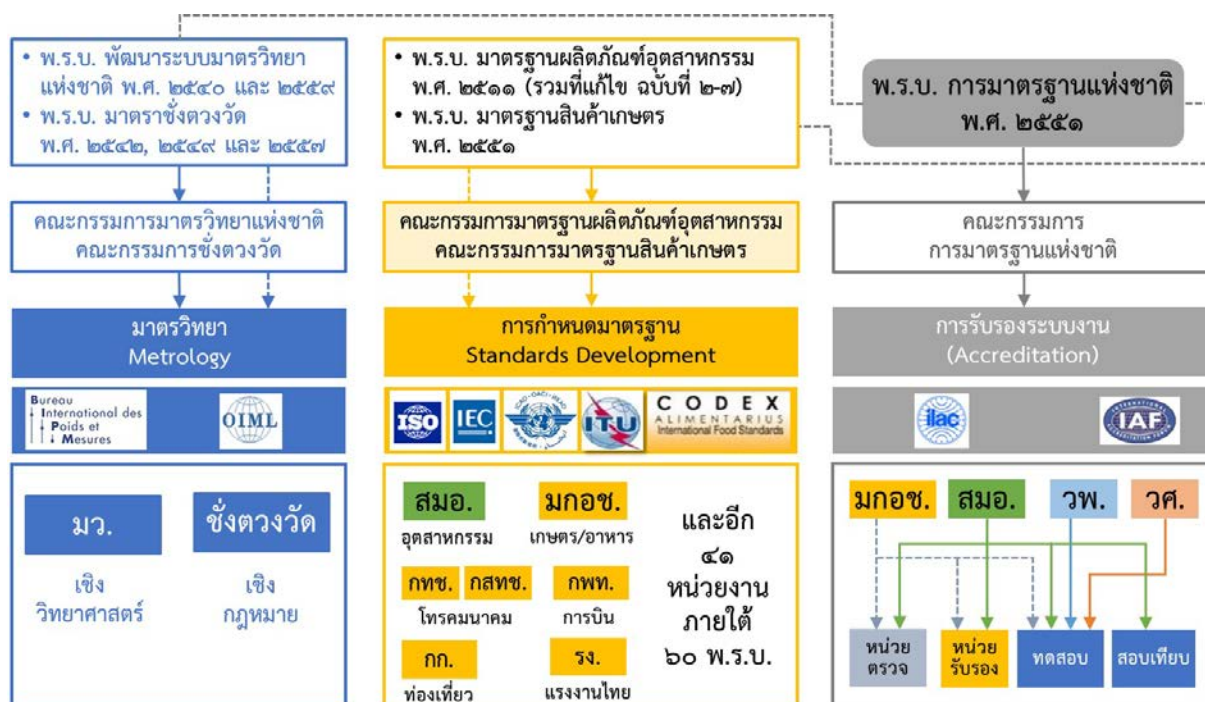 • พ.ร.บ. พัฒนาระบบมาตรวิทยา
แห่งชาติ พ.ศ. ๒๕๔๐ และ ๒๕๕๙
• พ.ร.บ. มาตราชั่งตวงวัด
พ.ศ. ๒๕๔๒, ๒๕๔๙ และ ๒๕๕๗
• พ.ร.บ. มาตรฐานผลิตภัณฑ์อุตสาหกรรม
พ.ศ. ๒๕๑๑ (รวมที่แก้ไข ฉบับที่ ๒-๗)
• พ.ร.บ. มาตรฐานสินค้าเกษตร
พ.ศ. ๒๕๕๑
พ.ร.บ. การมาตรฐานแห่งชาติ
พ.ศ. ๒๕๕๑
คณะกรรมการมาตรวิทยาแห่งชาติ
คณะกรรมการชั่งตวงวัด
คณะกรรมการมาตรฐานผลิตภัณฑ์อุตสาหกรรม
คณะกรรมการมาตรฐานสินค้าเกษตร
คณะกรรมการ
การมาตรฐานแห่งชาติ
มาตรวิทยา
Metrology
การกำหนดมาตรฐาน
Standards Development
การรับรองระบบงาน
(Accreditation)
Bureau
International des
Poids et
Mesures
OIML
ISO
IEC
ITU
CODEX
ALIMENTARIUS
International Food Standards
ilac
IAF
มว.
เชิง
วิทยาศาสตร์
ชั่งตวงวัด
เชิง
กฎหมาย
สมอ.
อุตสาหกรรม
มกอช.
เกษตร/อาหาร
กทช. กสทช.
โทรคมนาคม
กพท.
การบิน
กก.
ท่องเที่ยว
รง.
แรงงานไทย
และอีก
๔๑
หน่วยงาน
ภายใต้
๖๐ พ.ร.บ.
มกอช. สมอ. วพ. วศ.
หน่วย
ตรวจ
หน่วย
รับรอง
ทดสอบ
สอบเทียบ